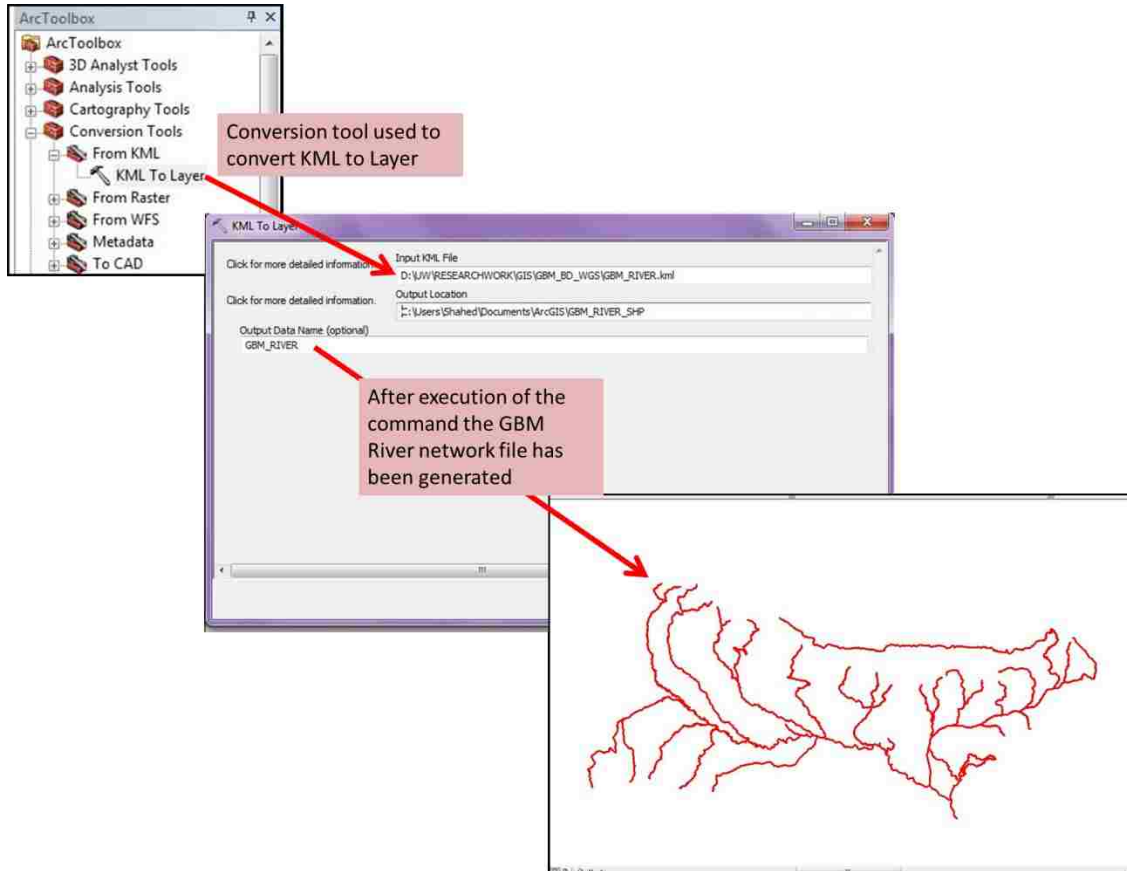 ArcToolbox
ArcToolbox
3D Analyst Tools
Analysis Tools
Cartography Tools
Conversion Tools
From KML
KML To Layer
From Raster
From WFS
Metadata
To CAD
Conversion tool used to
convert KML to Layer
KML To Layer
Click for more detailed information.
Input KML File
D:\UW\RESEARCHWORK\GIS\GBM_BD_WGS\GBM_RIVER.kml
Click for more detailed information.
Output Location
C:\Users\Shahed\Documents\ArcGIS\GBM_RIVER_SHP
Output Data Name (optional)
GBM_RIVER
After execution of the
command the GBM
River network file has
been generated